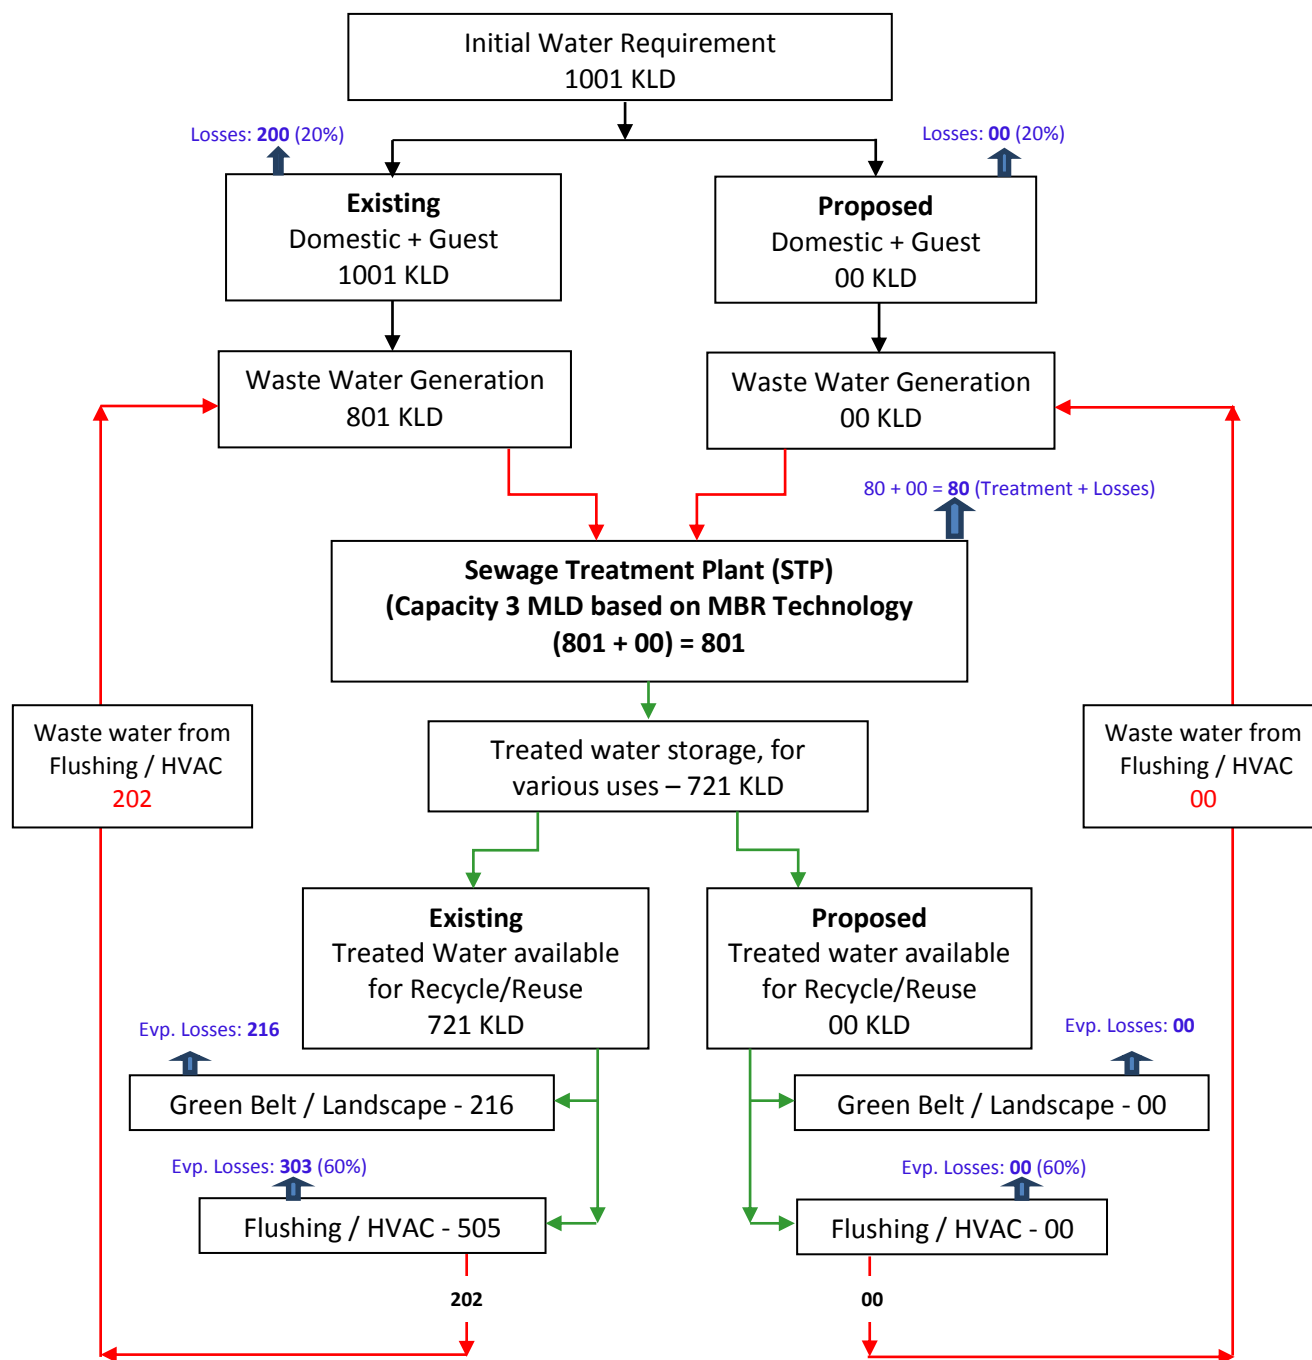 Initial Water Requirement
1001 KLD
Losses: 200 (20%)
Losses: 00 (20%)
Existing
Domestic + Guest
1001 KLD
Proposed
Domestic + Guest
00 KLD
Waste Water Generation
801 KLD
Waste Water Generation
00 KLD
80 + 00 = 80 (Treatment + Losses)
Sewage Treatment Plant (STP)
(Capacity 3 MLD based on MBR Technology
(801 + 00) = 801
Waste water from
Flushing / HVAC
202
Treated water storage, for
various uses – 721 KLD
Waste water from
Flushing / HVAC
00
Existing
Treated Water available
for Recycle/Reuse
721 KLD
Proposed
Treated water available
for Recycle/Reuse
00 KLD
Evp. Losses: 216
Evp. Losses: 00
Green Belt / Landscape - 216
Green Belt / Landscape - 00
Evp. Losses: 303 (60%)
Evp. Losses: 00 (60%)
Flushing / HVAC - 505
Flushing / HVAC - 00
202
00